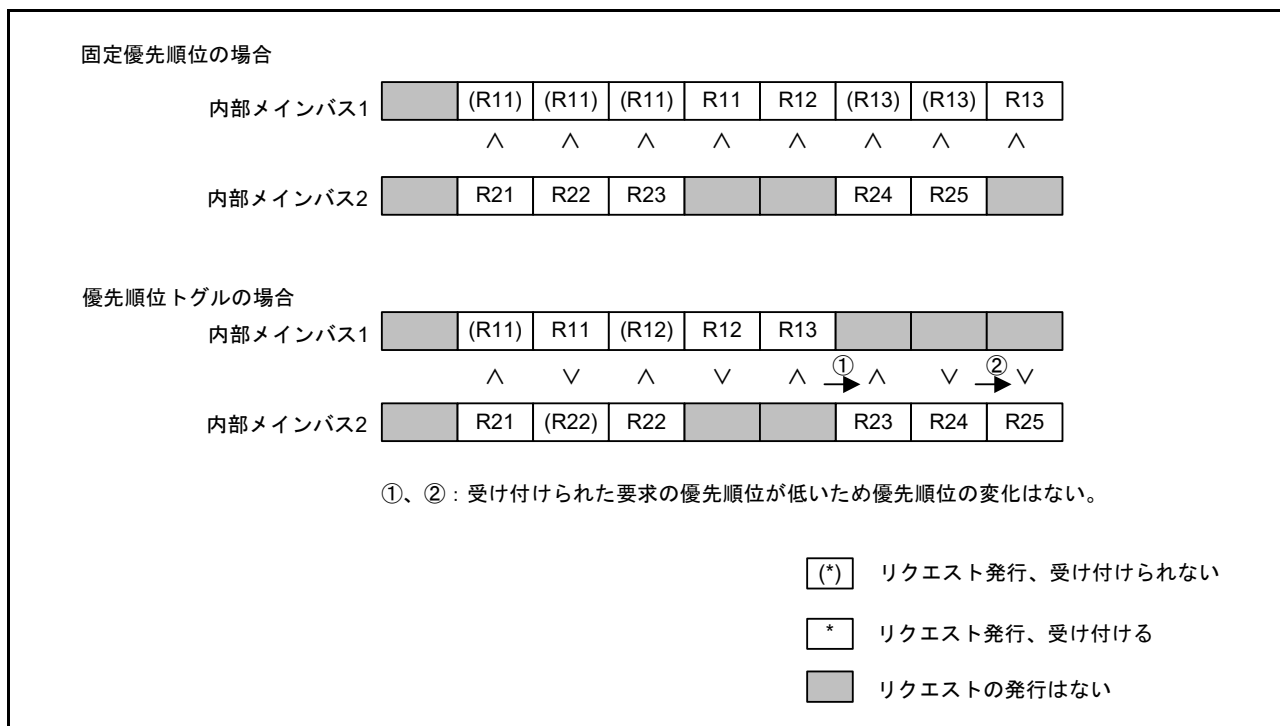 固定優先順位の場合
内部メインバス1 (R11) (R11) (R11) R11 R12 (R13) (R13) R13
∧ ∧ ∧ ∧ ∧ ∧ ∧ ∧
内部メインバス2 R21 R22 R23 R24 R25
優先順位トグルの場合
内部メインバス1 (R11) R11 (R12) R12 R13
∧ ∨ ∧ ∨ ∧ ① ∧ ∨ ② ∨
内部メインバス2 R21 (R22) R22 R23 R24 R25
①、②：受け付けられた要求の優先順位が低いため優先順位の変化はない。
(*) リクエスト発行、受け付けられない
* リクエスト発行、受け付ける
リクエストの発行はない